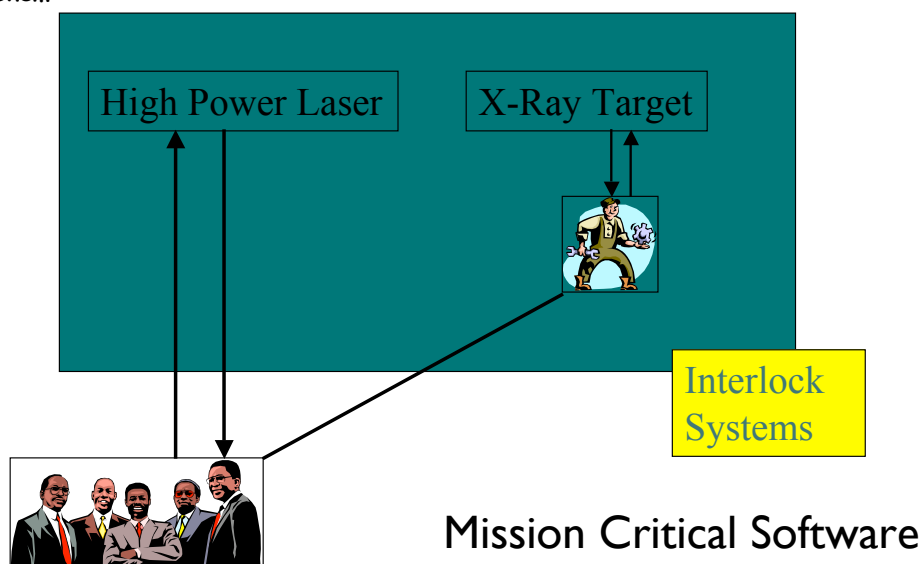 High Power Laser
X-Ray Target
Interlock
Systems
Mission Critical Software